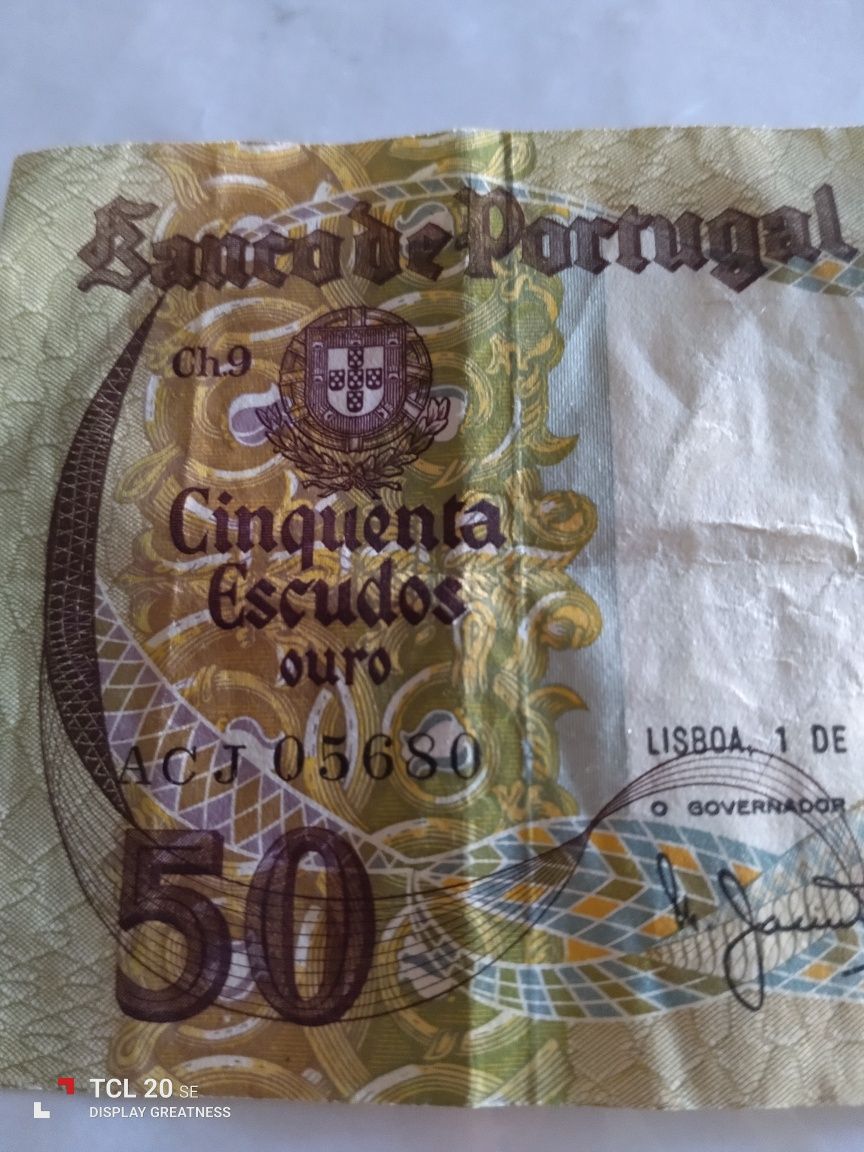 Banco de Portugal
Ch.9
Cinquenta
Escudos
ouro
ACJ 05680
LISBOA, 1 DE
O GOVERNADOR
50
TCL 20 SE
DISPLAY GREATNESS